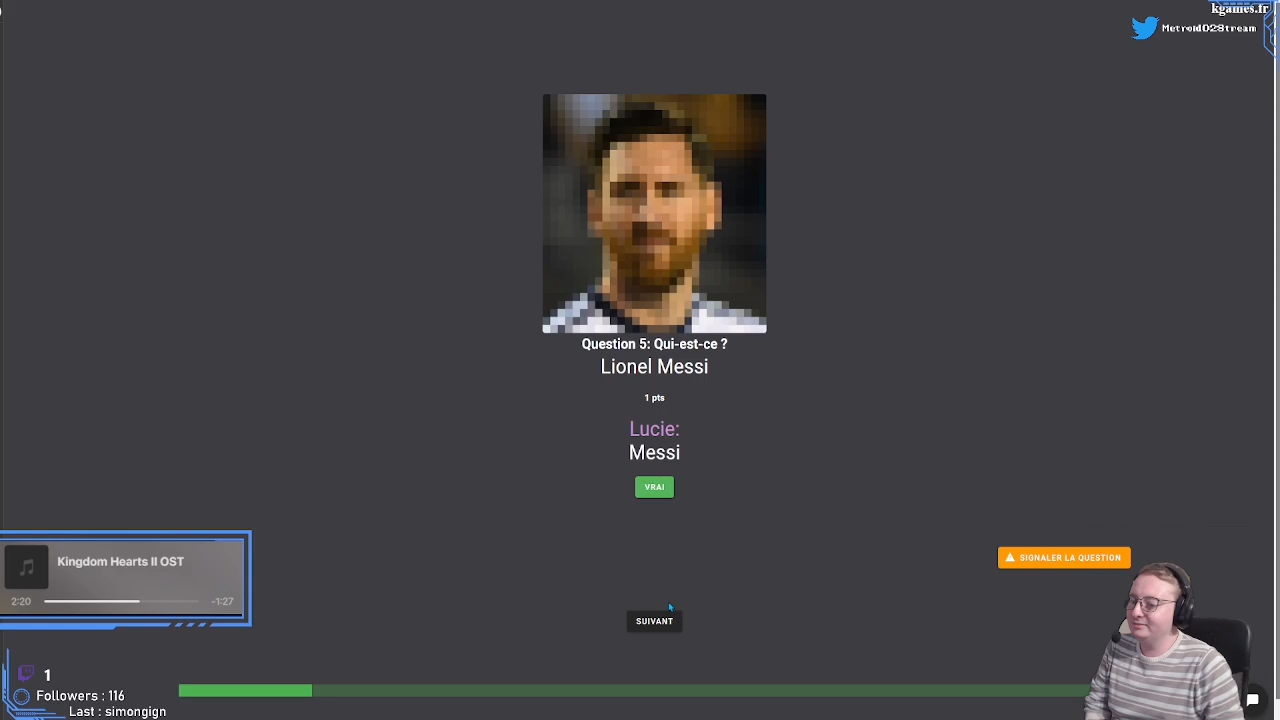 kgames.fr
Metroid028tream
Question 5: Qui-est-ce ?
Lionel Messi
1 pts
Lucie:
Messi
VRAI
Kingdom Hearts II OST
2:20
-1:27
SIGNALER LA QUESTION
SUIVANT
1
Followers : 116
Last : simongign